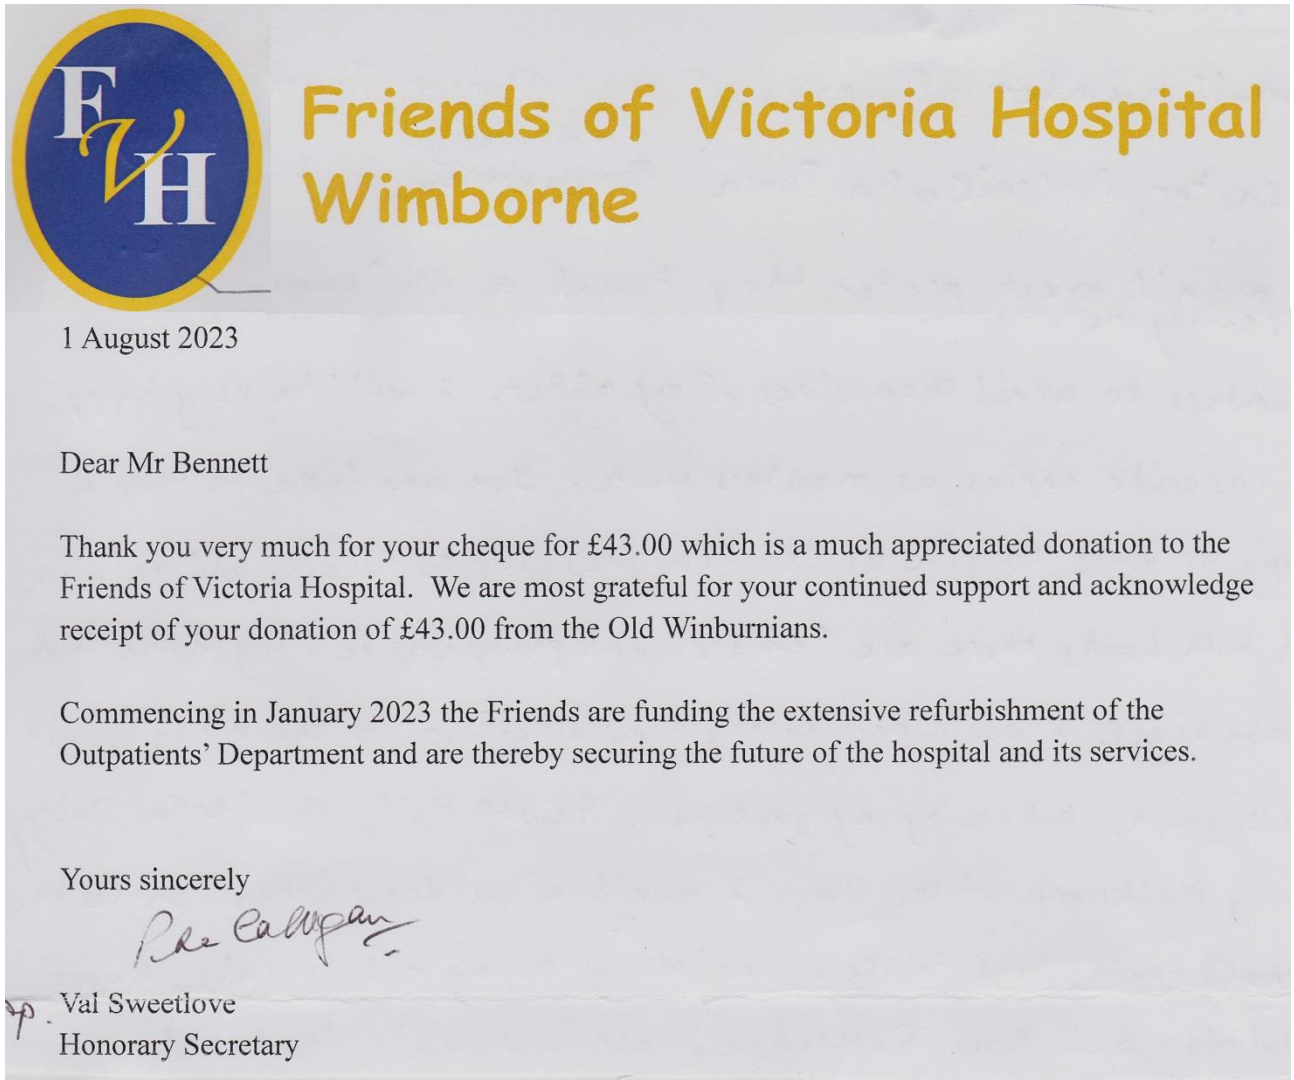 FVH
Friends of Victoria Hospital
Wimborne
1 August 2023
Dear Mr Bennett
Thank you very much for your cheque for £43.00 which is a much appreciated donation to the
Friends of Victoria Hospital.  We are most grateful for your continued support and acknowledge
receipt of your donation of £43.00 from the Old Winburnians.
Commencing in January 2023 the Friends are funding the extensive refurbishment of the
Outpatients’ Department and are thereby securing the future of the hospital and its services.
Yours sincerely
pp. Val Sweetlove
Honorary Secretary